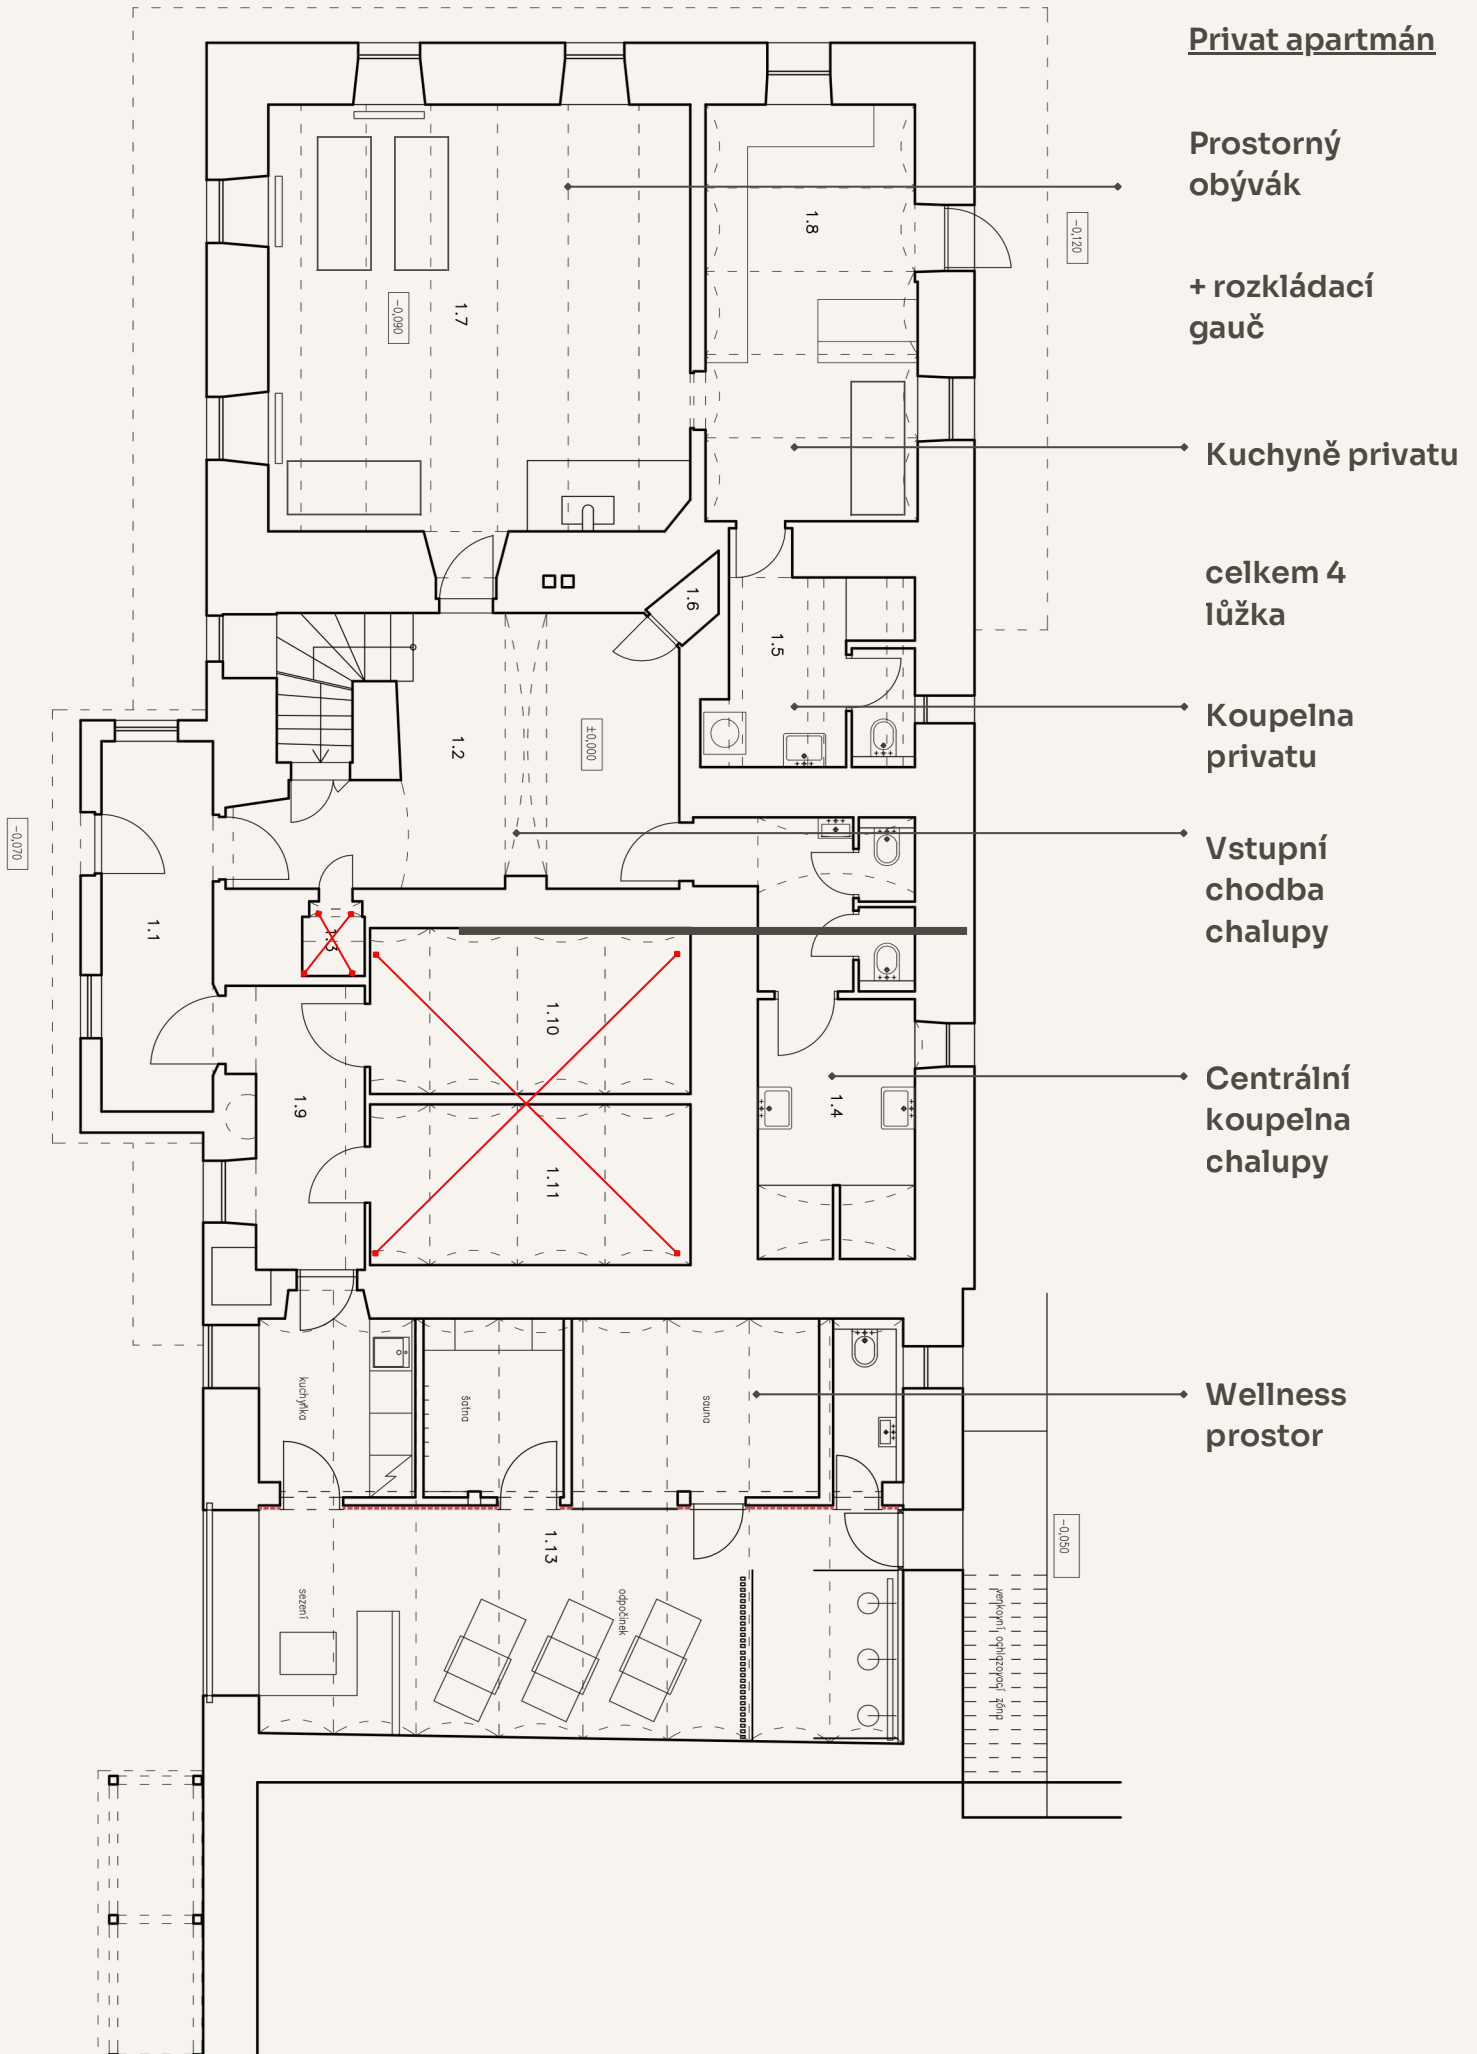 Privat apartmán
Prostorný
obývák
+ rozkládací
gauč
Kuchyně privatu
celkem 4
lůžka
Koupelna
privatu
Vstupní
chodba
chalupy
Centrální
koupelna
chalupy
Wellness
prostor
1.8
-0,120
1.7
-0,090
1.6
1.5
1.2
±0,000
-0,070
1.1
1.3
1.10
1.9
1.4
1.11
kuchyňka
šatna
sauna
1.13
-0,050
sezení
odpočinek
venkovní ochlazovací zóna